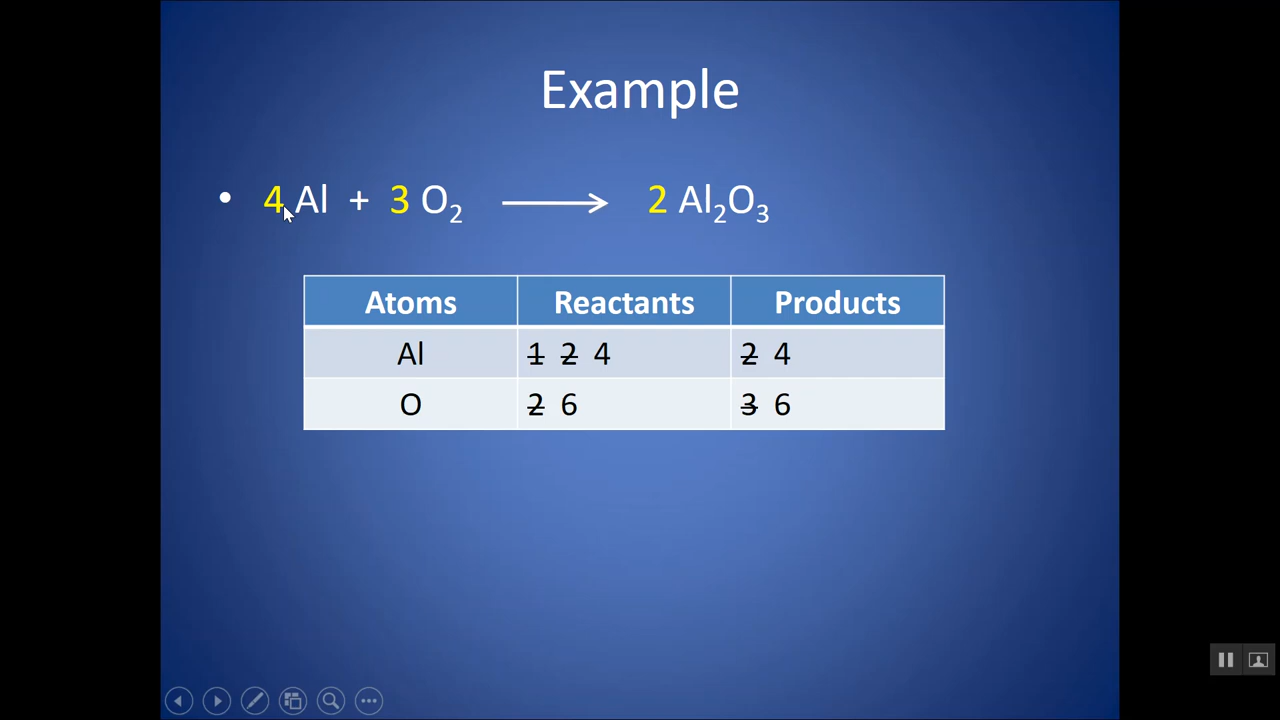 Example
• 4 Al + 3 O₂ ⟶ 2 Al₂O₃
Atoms Reactants Products
Al 1̶ 2̶ 4 2̶ 4
O 2̶ 6 3̶ 6